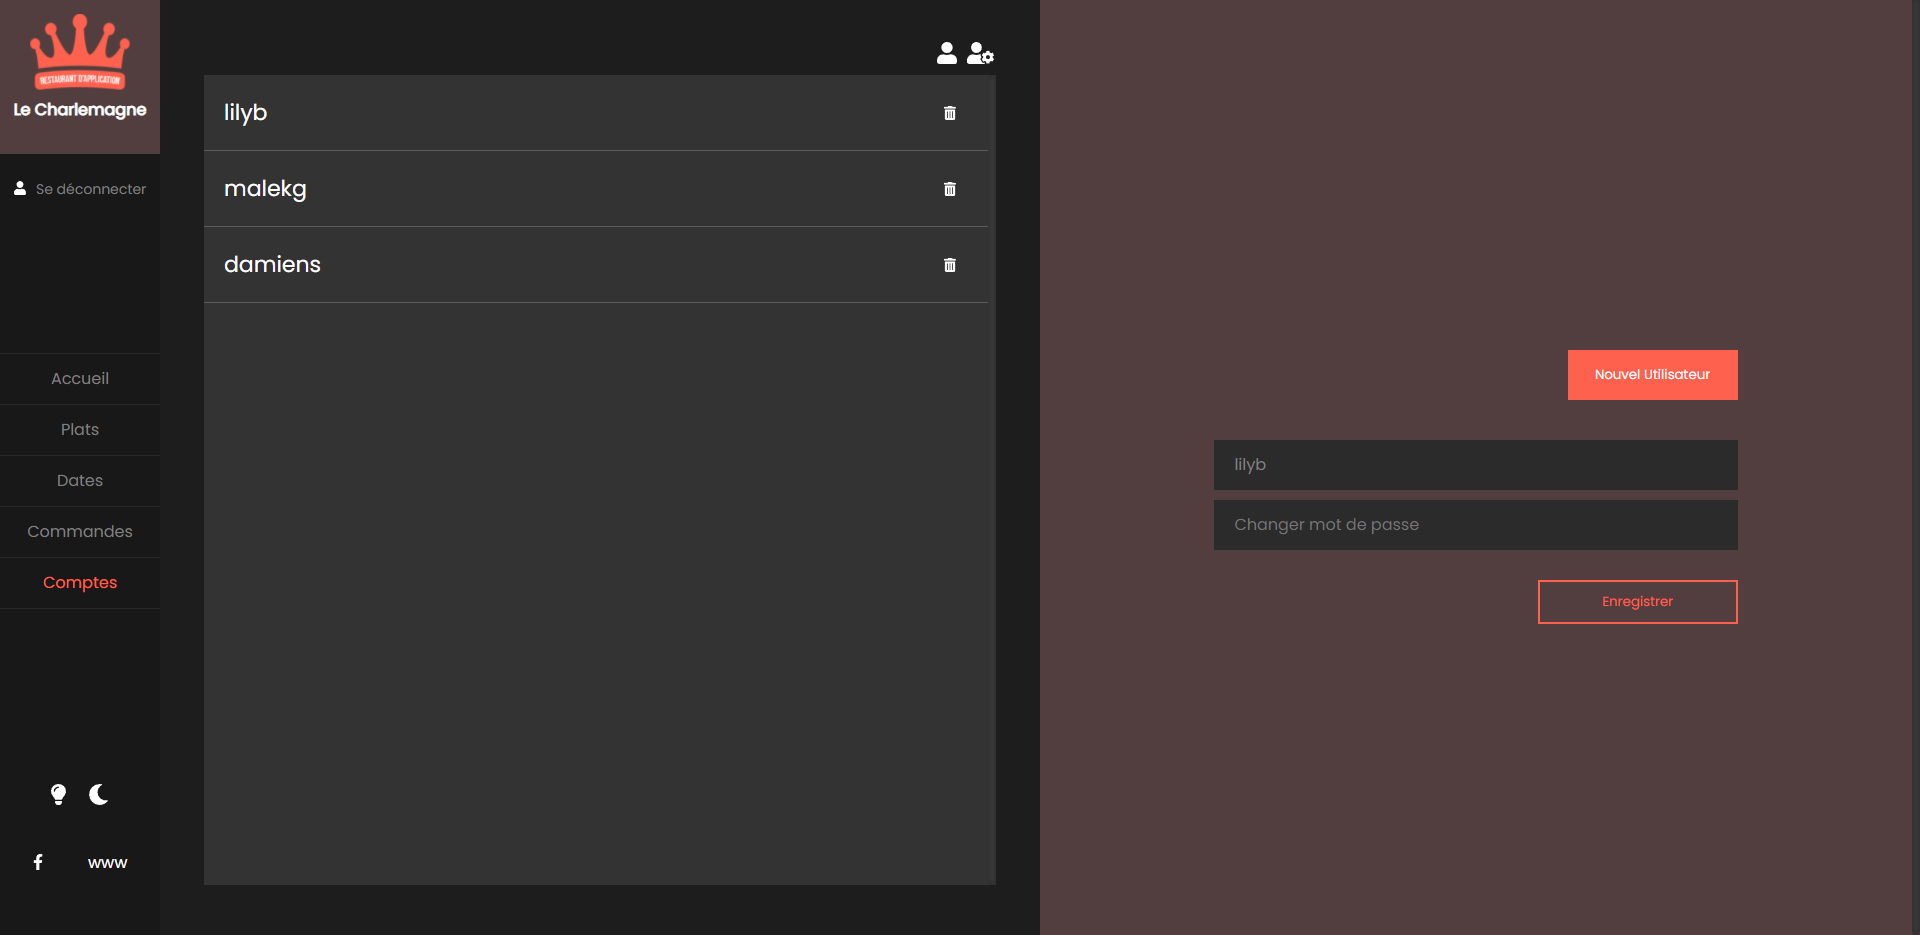 RESTAURANT D'APPLICATION
Le Charlemagne
Se déconnecter
Accueil
Plats
Dates
Commandes
Comptes
www
lilyb
malekg
damiens
Nouvel Utilisateur
lilyb
Changer mot de passe
Enregistrer